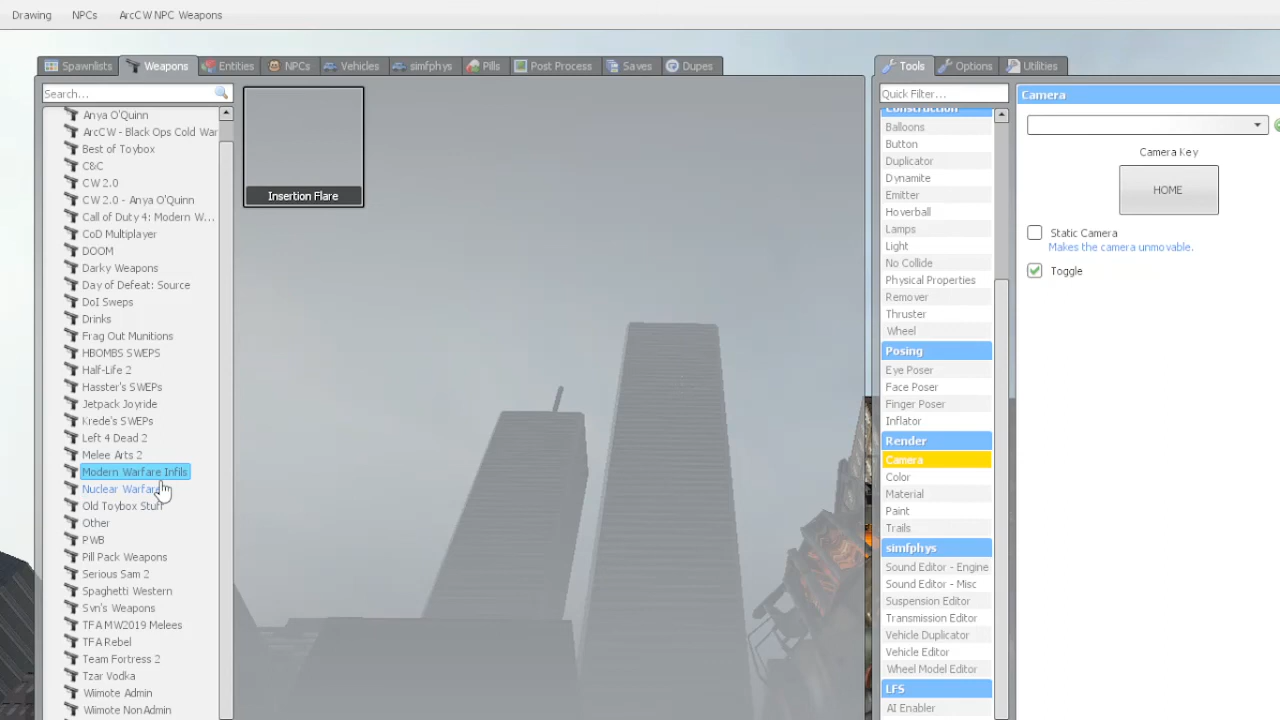 Drawing NPCs ArcCW NPC Weapons
Spawnlists Weapons Entities NPCs Vehicles simfphys Pills Post Process Saves Dupes
Search...
Anya O'Quinn
ArcCW - Black Ops Cold War
Best of Toybox
C&C
CW 2.0
CW 2.0 - Anya O'Quinn
Call of Duty 4: Modern W...
CoD Multiplayer
DOOM
Darky Weapons
Day of Defeat: Source
DoI Sweps
Drinks
Frag Out Munitions
HBOMBS SWEPS
Half-Life 2
Hasster's SWEPs
Jetpack Joyride
Krede's SWEPs
Left 4 Dead 2
Melee Arts 2
Modern Warfare Infils
Nuclear Warfare
Old Toybox Stuff
Other
PWB
Pill Pack Weapons
Serious Sam 2
Spaghetti Western
Svn's Weapons
TFA MW2019 Melees
TFA Rebel
Team Fortress 2
Tzar Vodka
Wiimote Admin
Wiimote NonAdmin
Insertion Flare
Tools Options Utilities
Quick Filter...
Construction
Balloons
Button
Duplicator
Dynamite
Emitter
Hoverball
Lamps
Light
No Collide
Physical Properties
Remover
Thruster
Wheel
Posing
Eye Poser
Face Poser
Finger Poser
Inflator
Render
Camera
Color
Material
Paint
Trails
simfphys
Sound Editor - Engine
Sound Editor - Misc
Suspension Editor
Transmission Editor
Vehicle Duplicator
Vehicle Editor
Wheel Model Editor
LFS
AI Enabler
Camera
Camera Key
HOME
Static Camera
Makes the camera unmovable.
Toggle